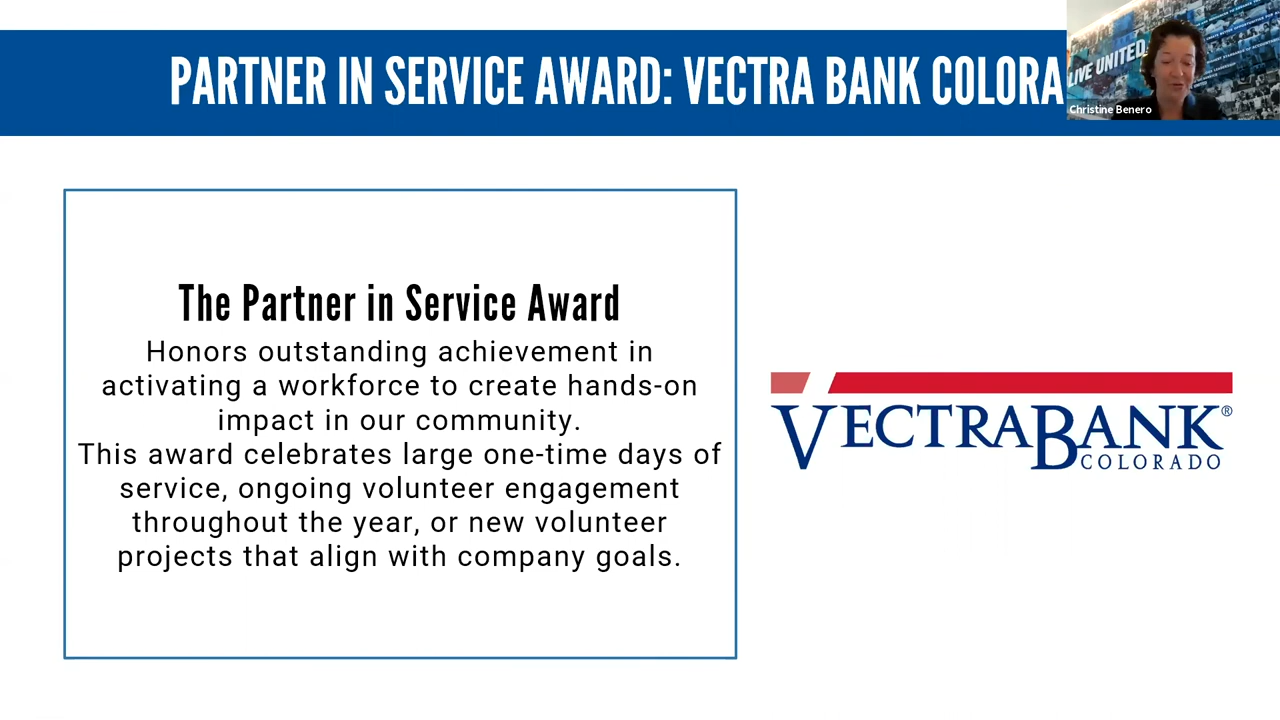 PARTNER IN SERVICE AWARD: VECTRA BANK COLORA
LIVE UNITED
Christine Benero
The Partner in Service Award
Honors outstanding achievement in
activating a workforce to create hands-on
impact in our community.
This award celebrates large one-time days of
service, ongoing volunteer engagement
throughout the year, or new volunteer
projects that align with company goals.
VECTRABANK®
COLORADO